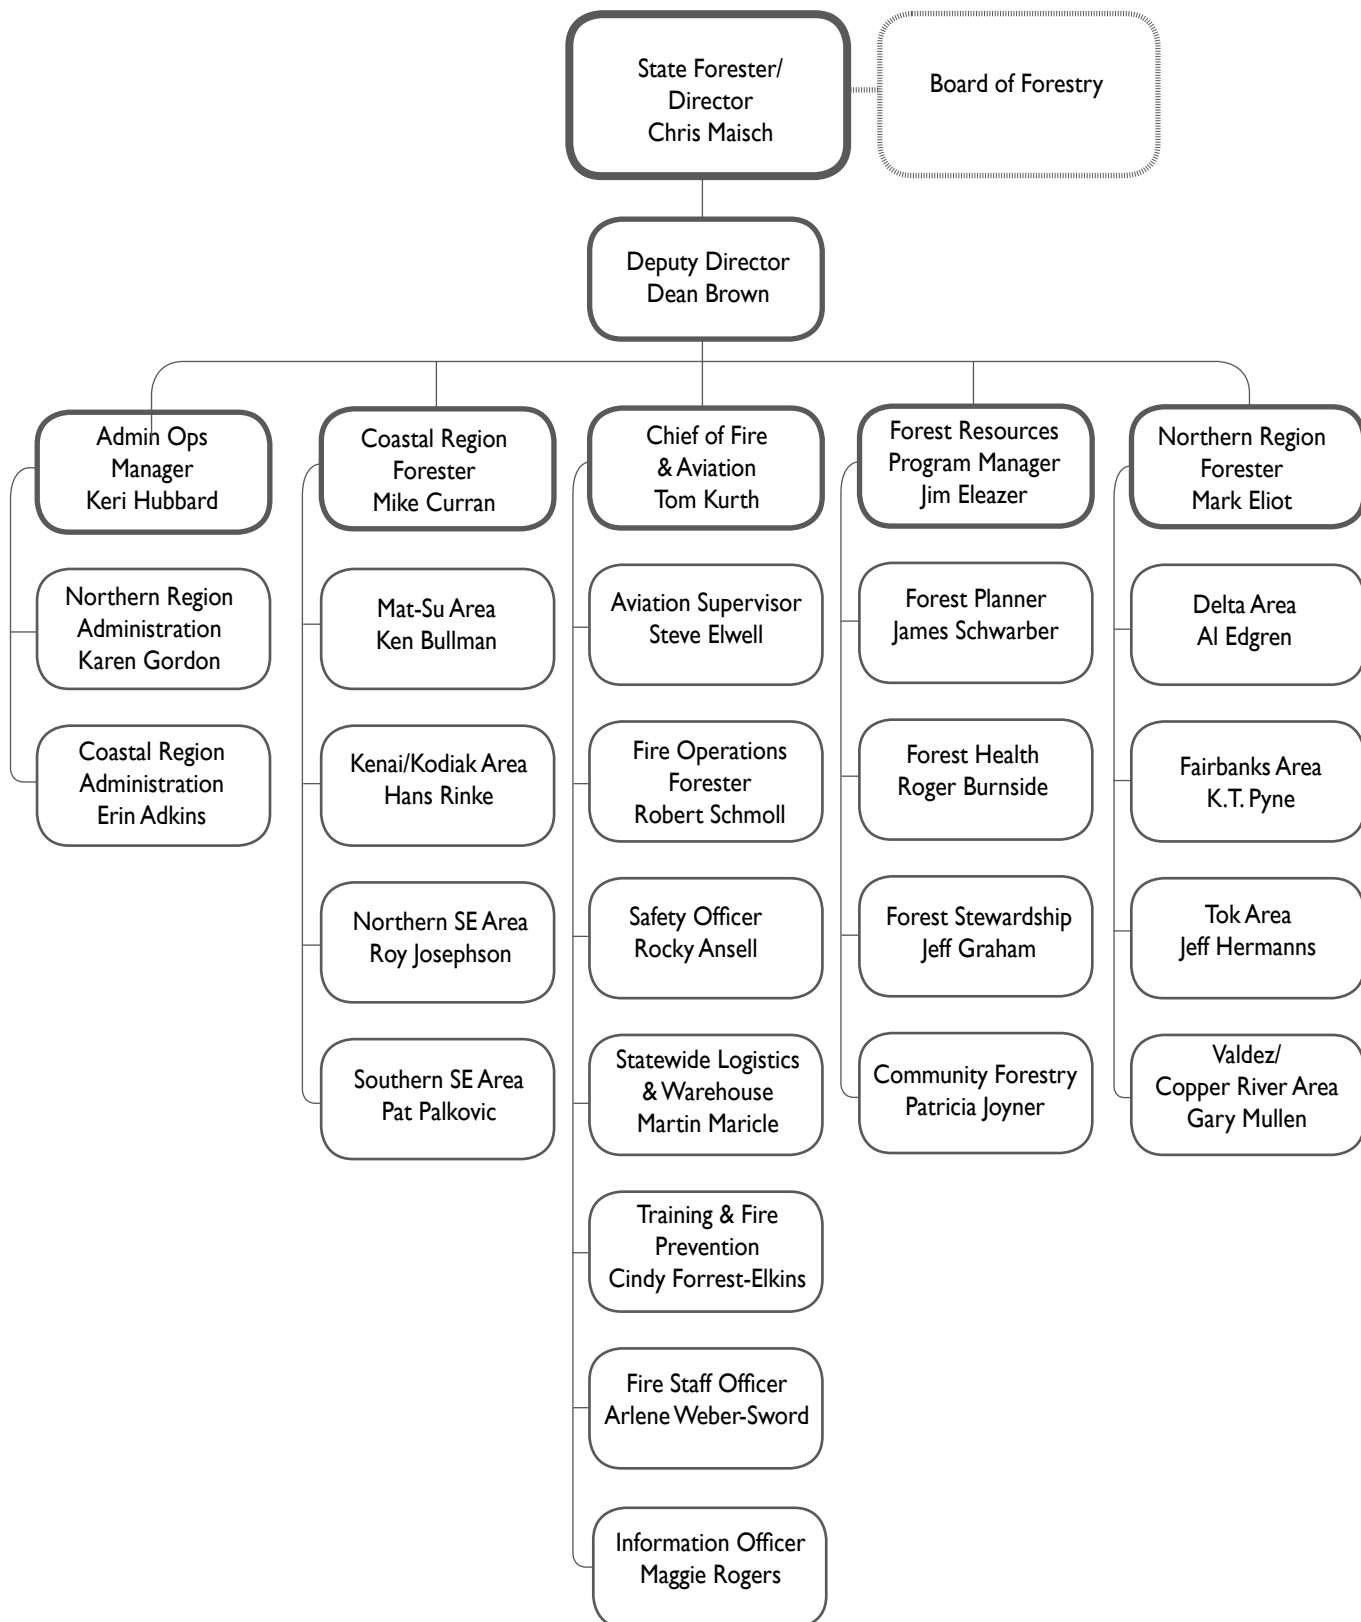 State Forester/
Director
Chris Maisch
Board of Forestry
Deputy Director
Dean Brown
Admin Ops
Manager
Keri Hubbard
Northern Region
Administration
Karen Gordon
Coastal Region
Administration
Erin Adkins
Coastal Region
Forester
Mike Curran
Mat-Su Area
Ken Bullman
Kenai/Kodiak Area
Hans Rinke
Northern SE Area
Roy Josephson
Southern SE Area
Pat Palkovic
Chief of Fire
& Aviation
Tom Kurth
Aviation Supervisor
Steve Elwell
Fire Operations
Forester
Robert Schmoll
Safety Officer
Rocky Ansell
Statewide Logistics
& Warehouse
Martin Maricle
Training & Fire
Prevention
Cindy Forrest-Elkins
Fire Staff Officer
Arlene Weber-Sword
Information Officer
Maggie Rogers
Forest Resources
Program Manager
Jim Eleazer
Forest Planner
James Schwarber
Forest Health
Roger Burnside
Forest Stewardship
Jeff Graham
Community Forestry
Patricia Joyner
Northern Region
Forester
Mark Eliot
Delta Area
Al Edgren
Fairbanks Area
K.T. Pyne
Tok Area
Jeff Hermanns
Valdez/
Copper River Area
Gary Mullen